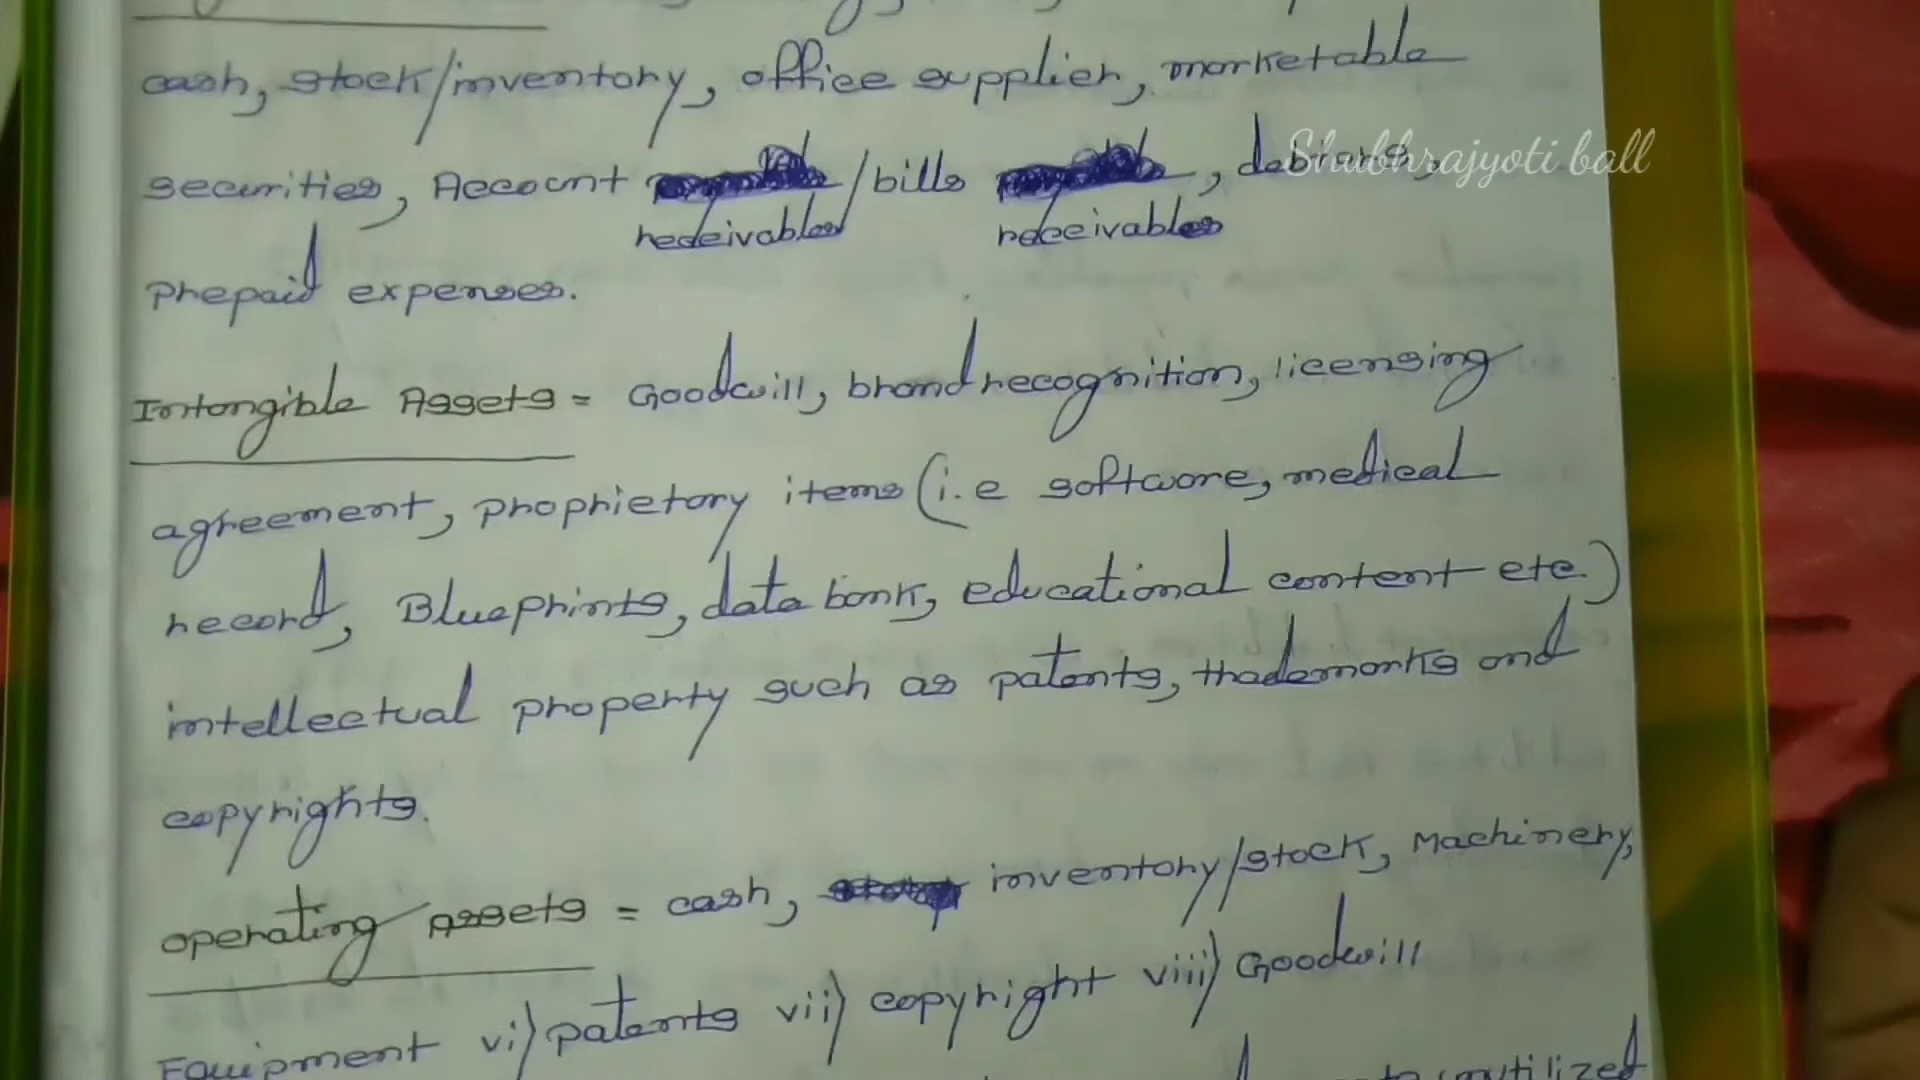 cash, stock/inventory, office supplier, marketable
Shubhrajyoti ball
securities, Account /bills , debtors,
receivables receivables
Prepaid expenses.
Intangible Assets = Goodwill, brand recognition, licensing
agreement, proprietory items (i.e software, medical
record, Blueprints, data bank, educational content etc.)
intellectual property such as patents, trademarks and
copyrights.
operating Assets = cash, inventory/stock, Machinery,
Equipment vi) patents vii) copyright viii) Goodwill